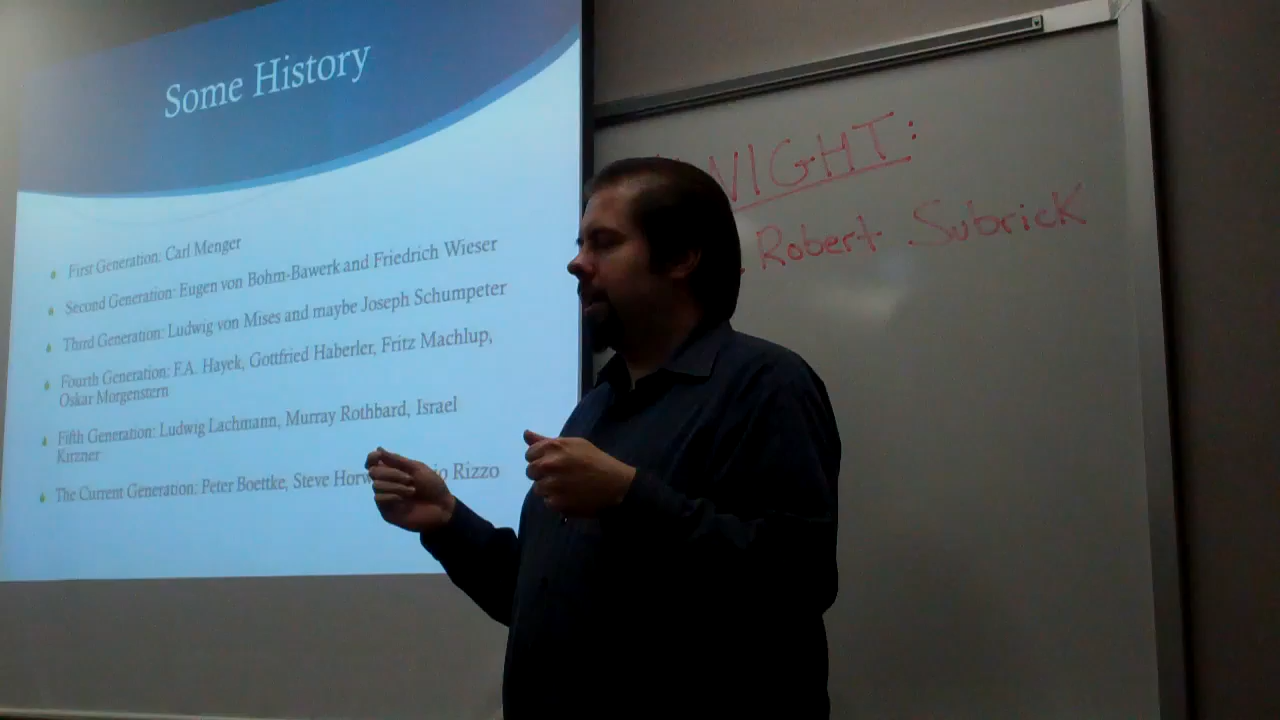 Some History
First Generation: Carl Menger
Second Generation: Eugen von Bohm-Bawerk and Friedrich Wieser
Third Generation: Ludwig von Mises and maybe Joseph Schumpeter
Fourth Generation: F.A. Hayek, Gottfried Haberler, Fritz Machlup,
Oskar Morgenstern
Fifth Generation: Ludwig Lachmann, Murray Rothbard, Israel
Kirzner
The Current Generation: Peter Boettke, Steve Rizzo
NIGHT:
Robert Subrick